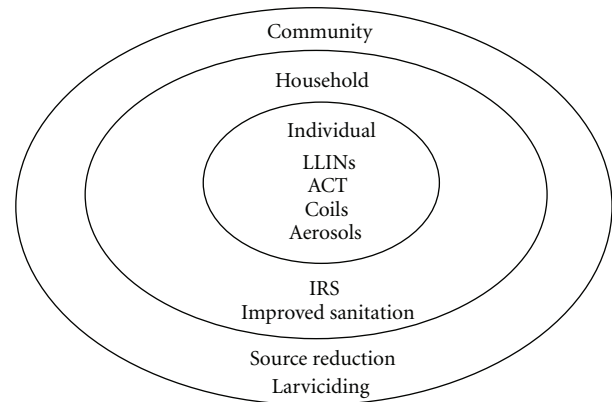 Community
Household
Individual
LLINs
ACT
Coils
Aerosols
IRS
Improved sanitation
Source reduction
Larviciding